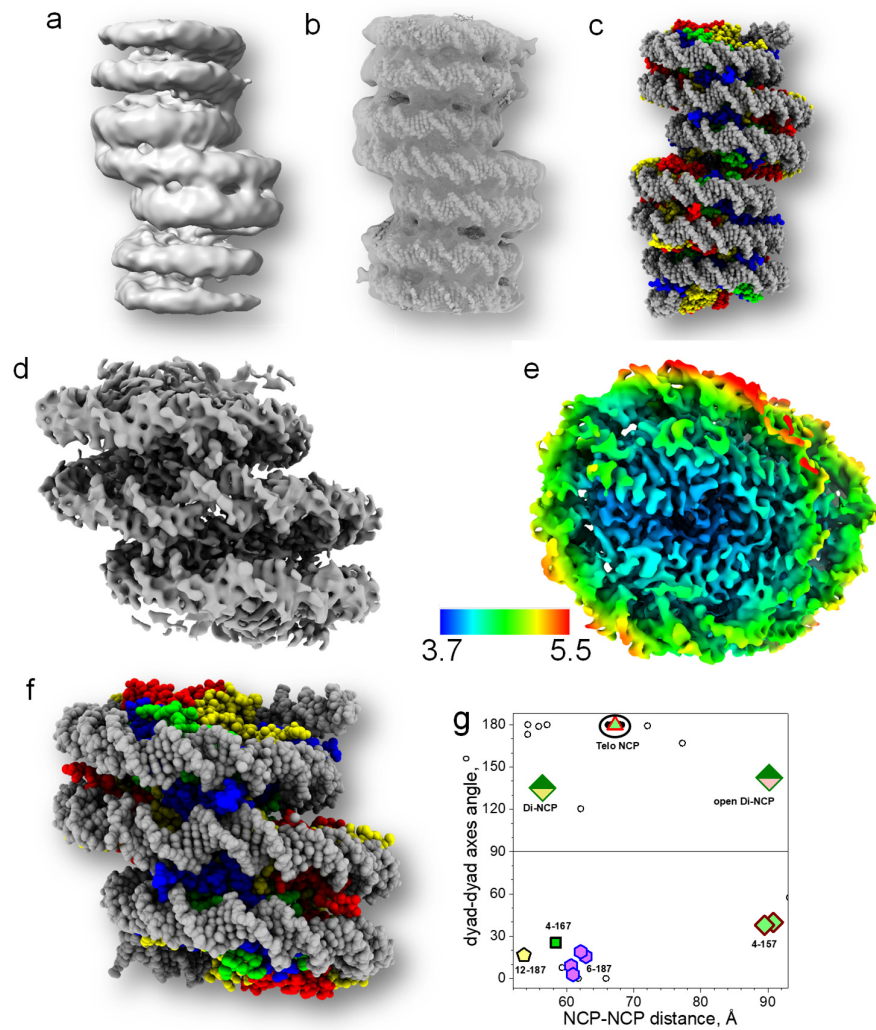 a
b
c
d
e
3.7
5.5
f
g
180
150
120
90
60
30
0
dyad-dyad axes angle, °
Telo NCP
Di-NCP
open Di-NCP
4-167
12-187
6-187
4-157
60
70
80
90
NCP-NCP distance, Å